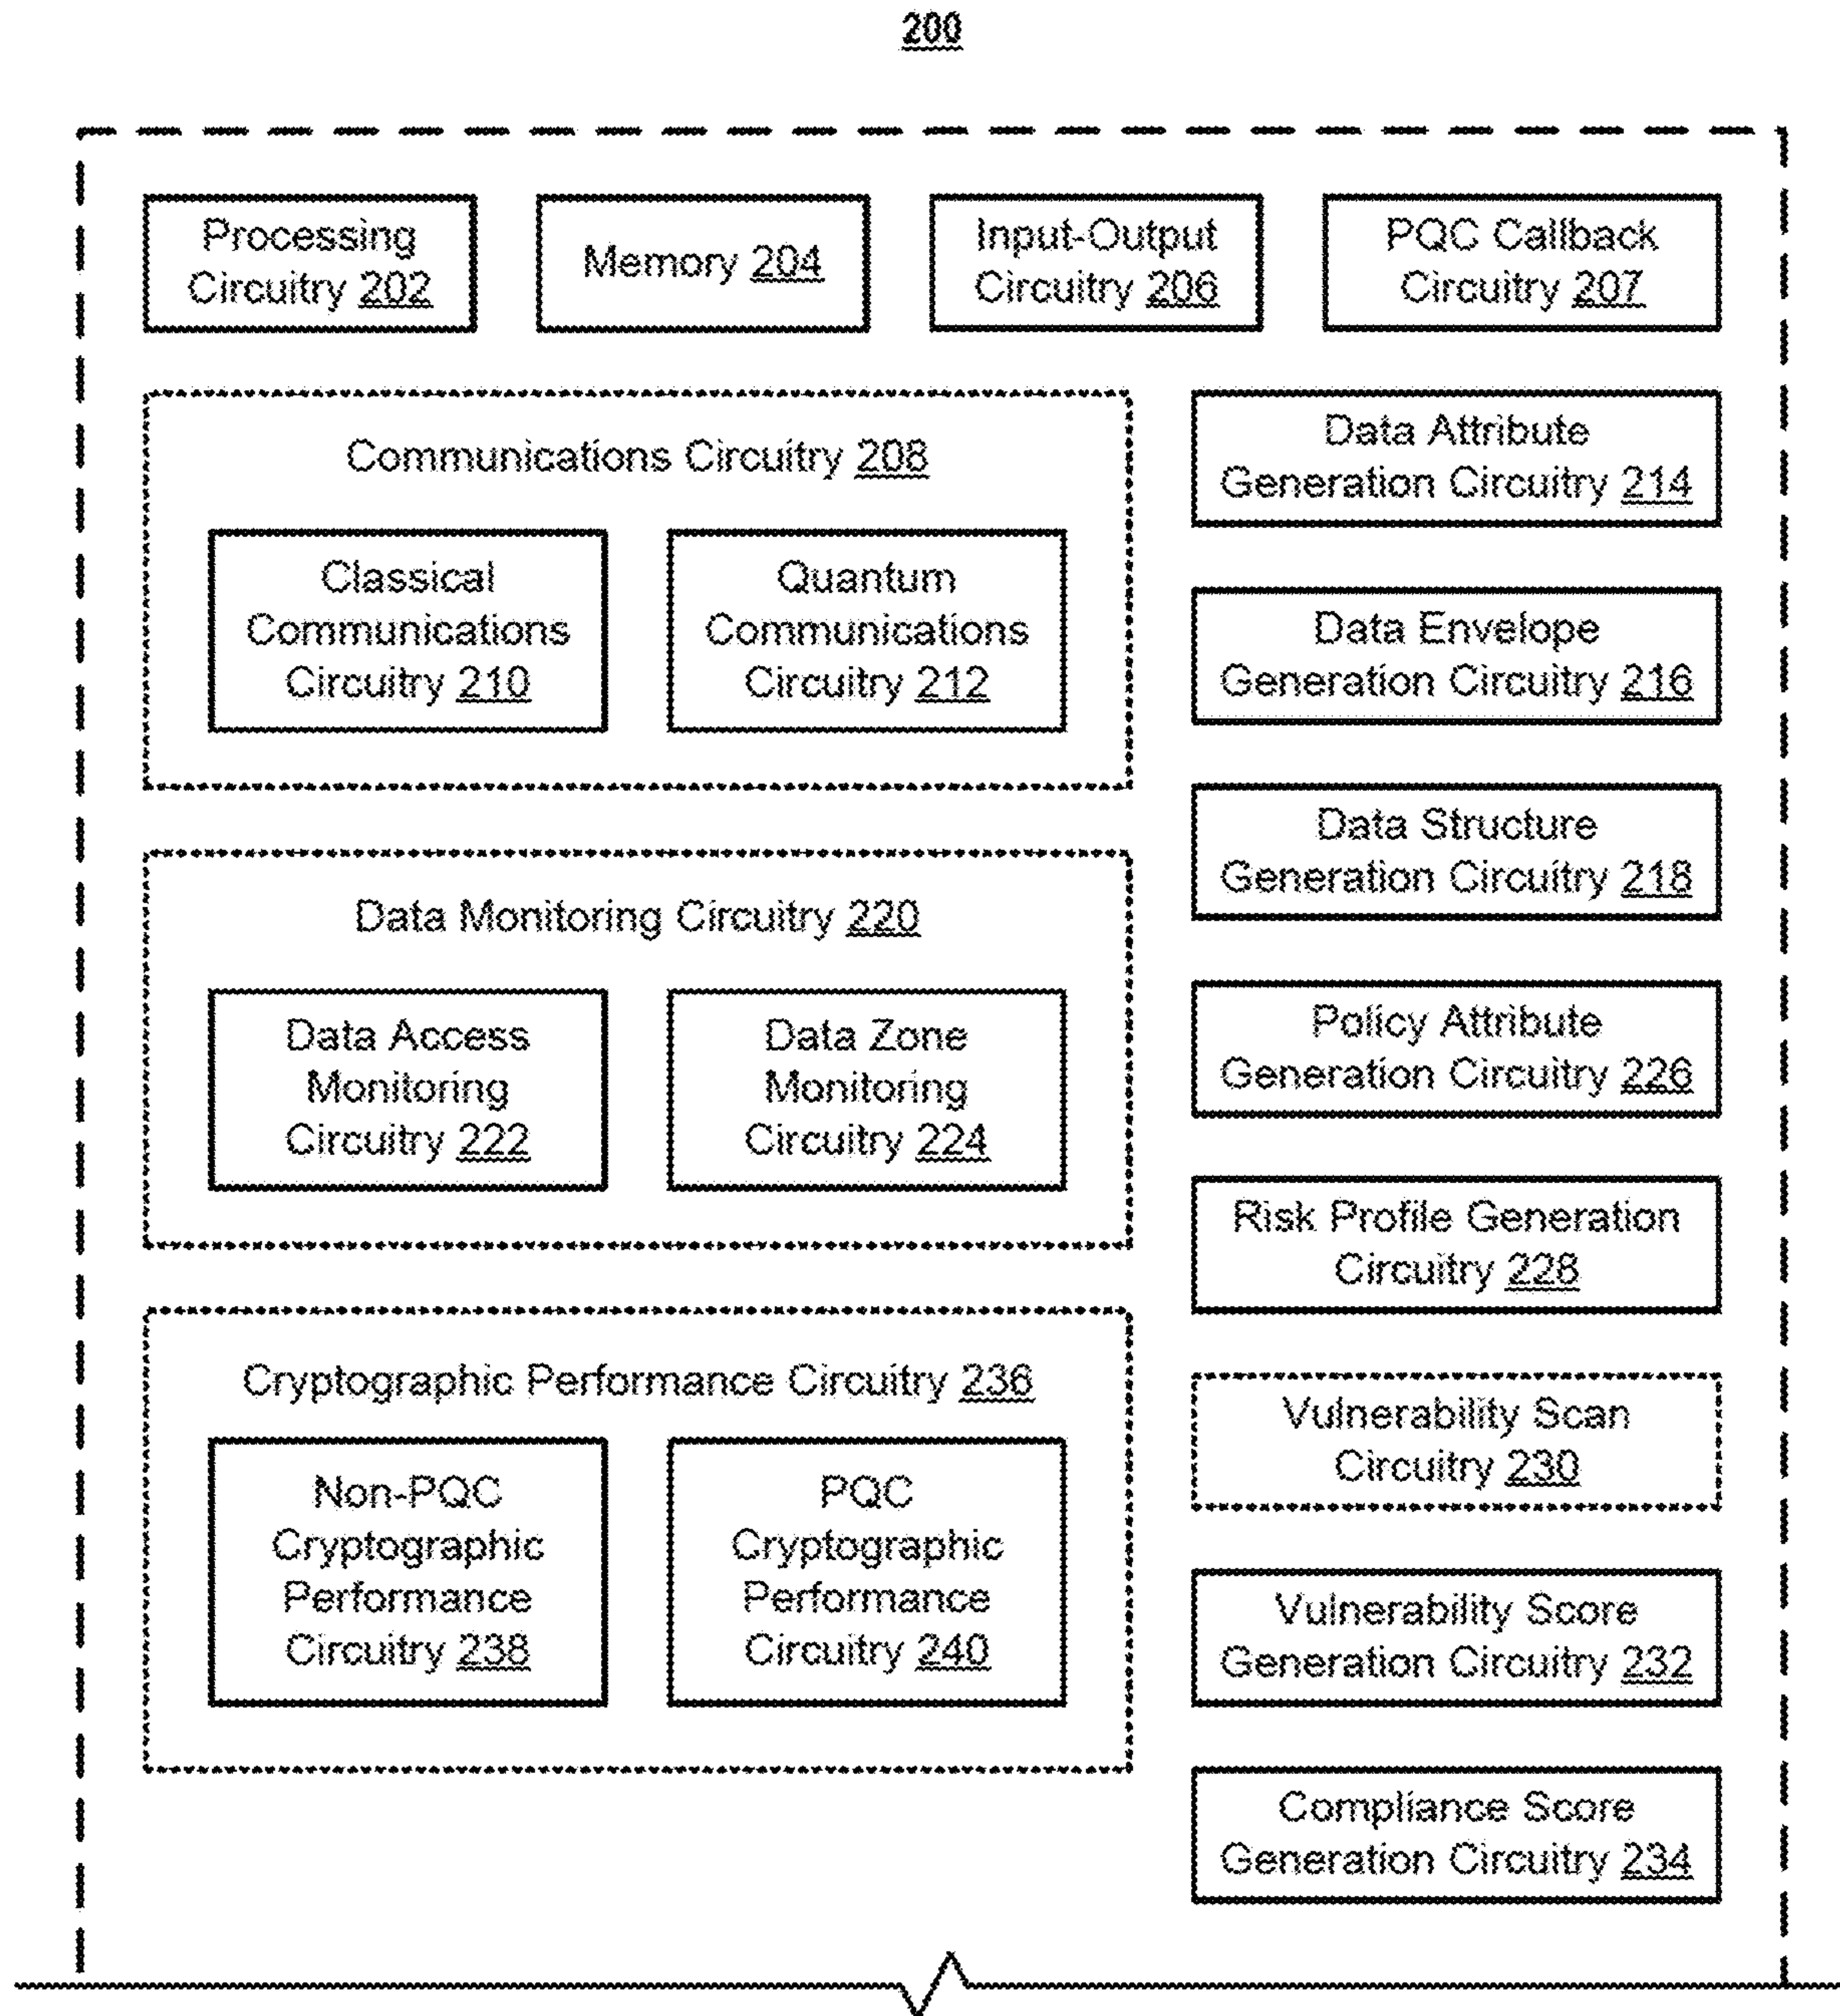 200
Processing
Circuitry 202
Memory 204
Input-Output
Circuitry 206
PQC Callback
Circuitry 207
Communications Circuitry 208
Classical
Communications
Circuitry 210
Quantum
Communications
Circuitry 212
Data Monitoring Circuitry 220
Data Access
Monitoring
Circuitry 222
Data Zone
Monitoring
Circuitry 224
Cryptographic Performance Circuitry 236
Non-PQC
Cryptographic
Performance
Circuitry 238
PQC
Cryptographic
Performance
Circuitry 240
Data Attribute
Generation Circuitry 214
Data Envelope
Generation Circuitry 216
Data Structure
Generation Circuitry 218
Policy Attribute
Generation Circuitry 226
Risk Profile Generation
Circuitry 228
Vulnerability Scan
Circuitry 230
Vulnerability Score
Generation Circuitry 232
Compliance Score
Generation Circuitry 234